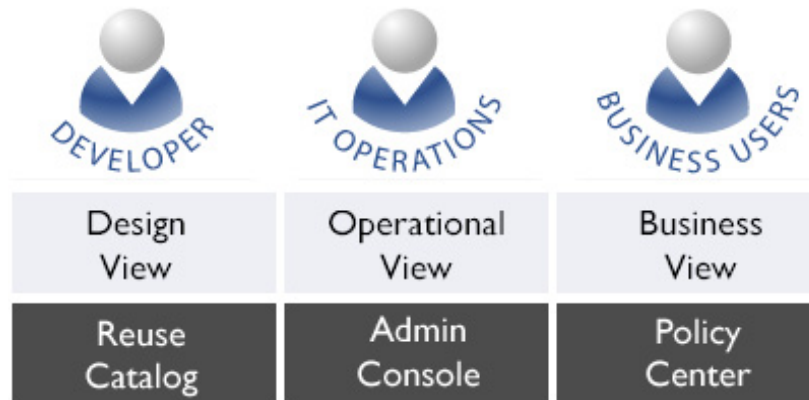 DEVELOPER
IT OPERATIONS
BUSINESS USERS
Design
View
Operational
View
Business
View
Reuse
Catalog
Admin
Console
Policy
Center